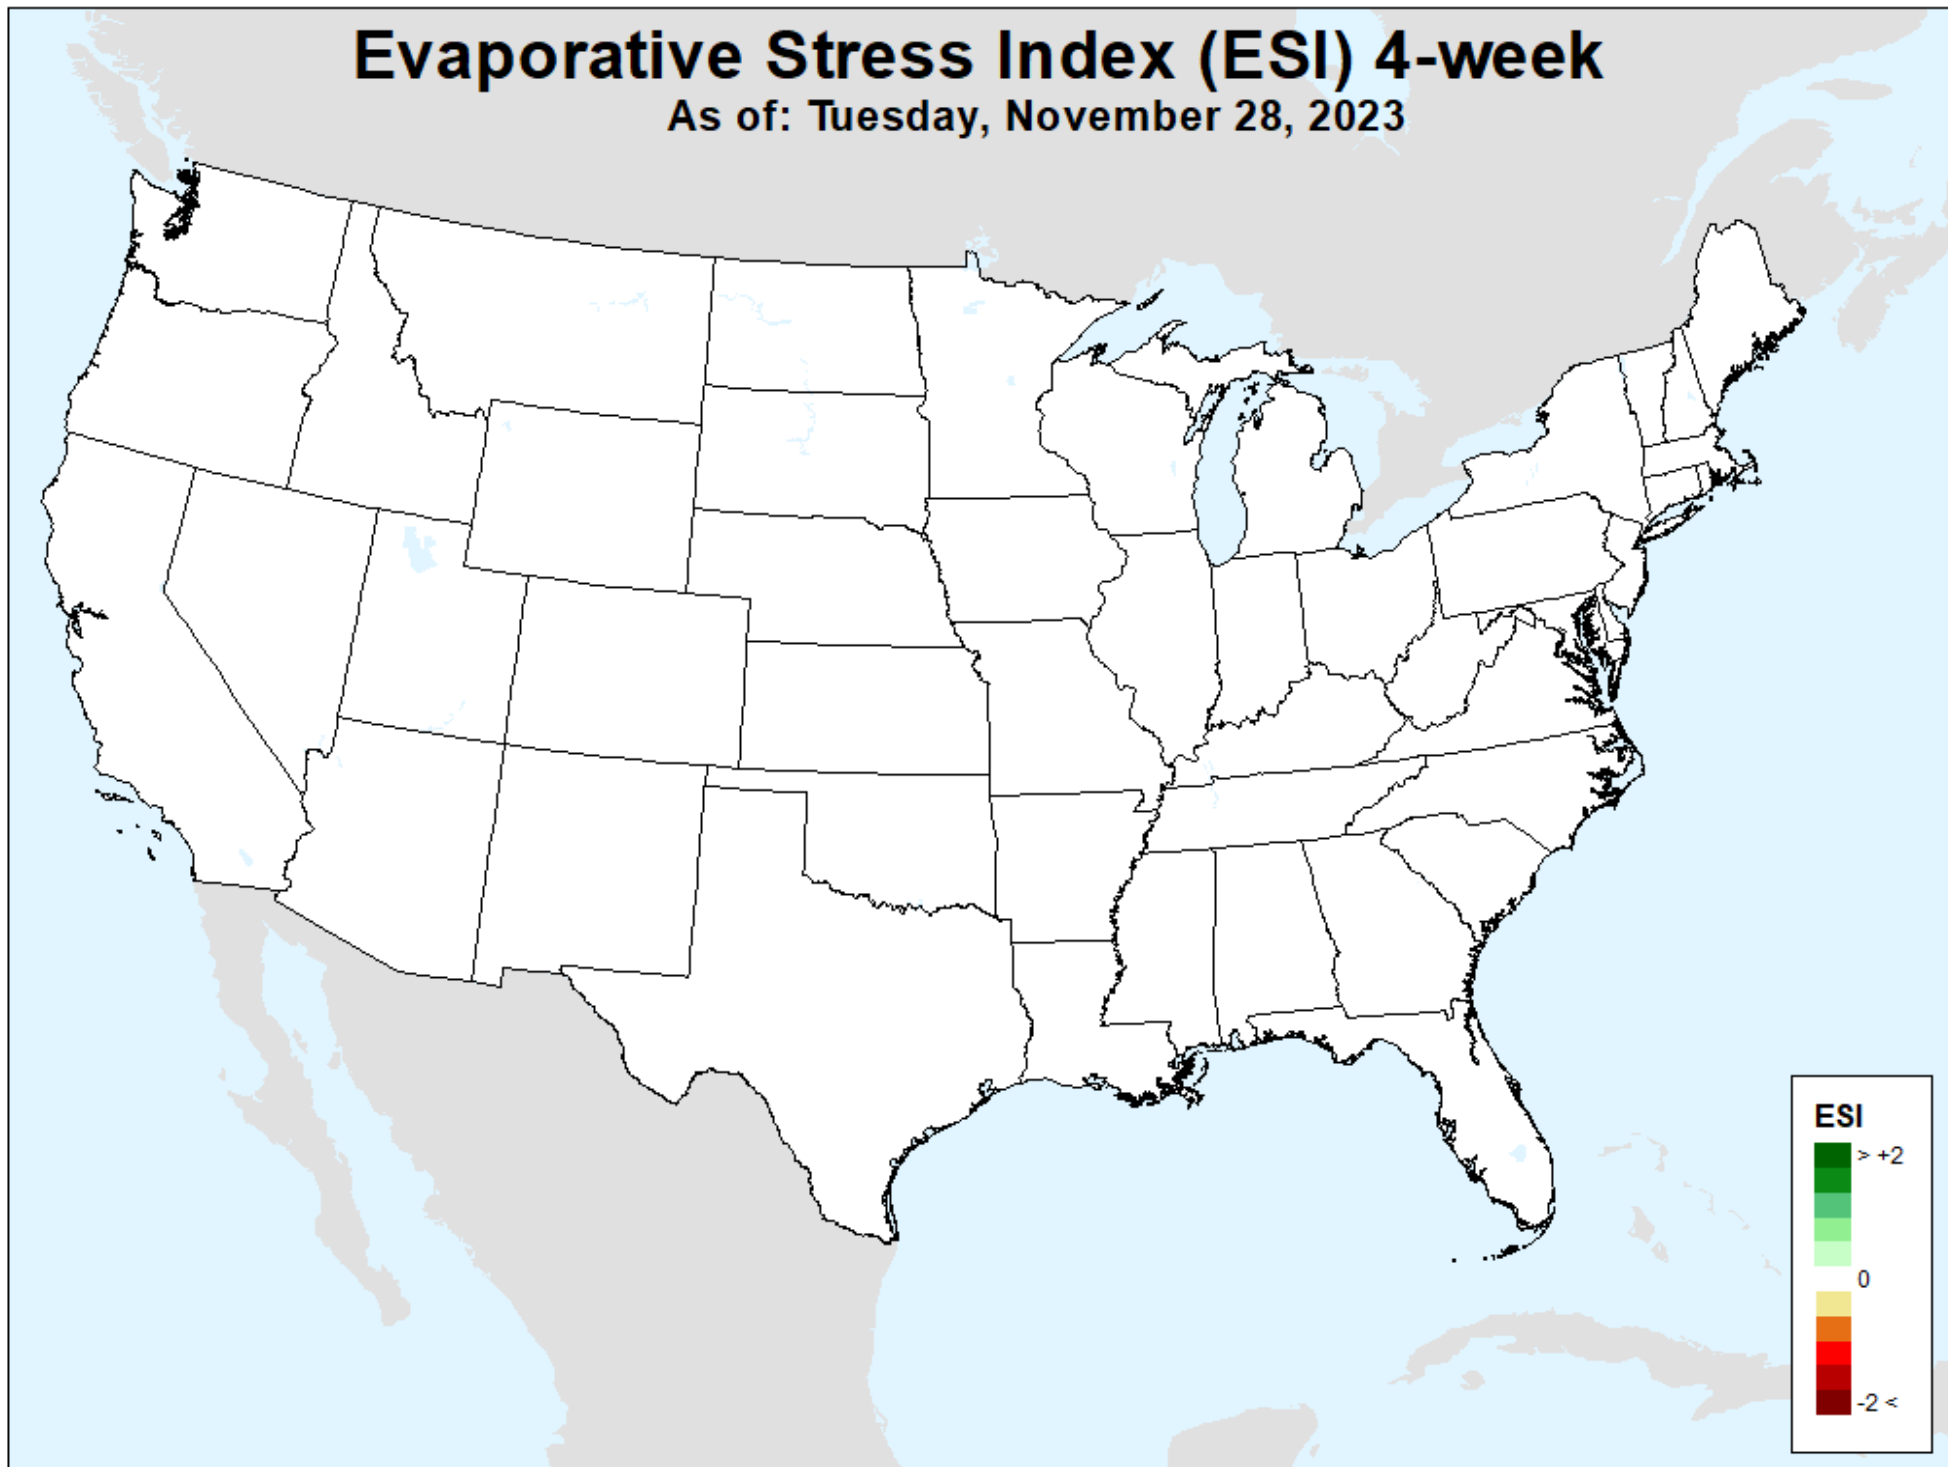 Evaporative Stress Index (ESI) 4-week
As of: Tuesday, November 28, 2023
ESI
> +2
0
-2 <